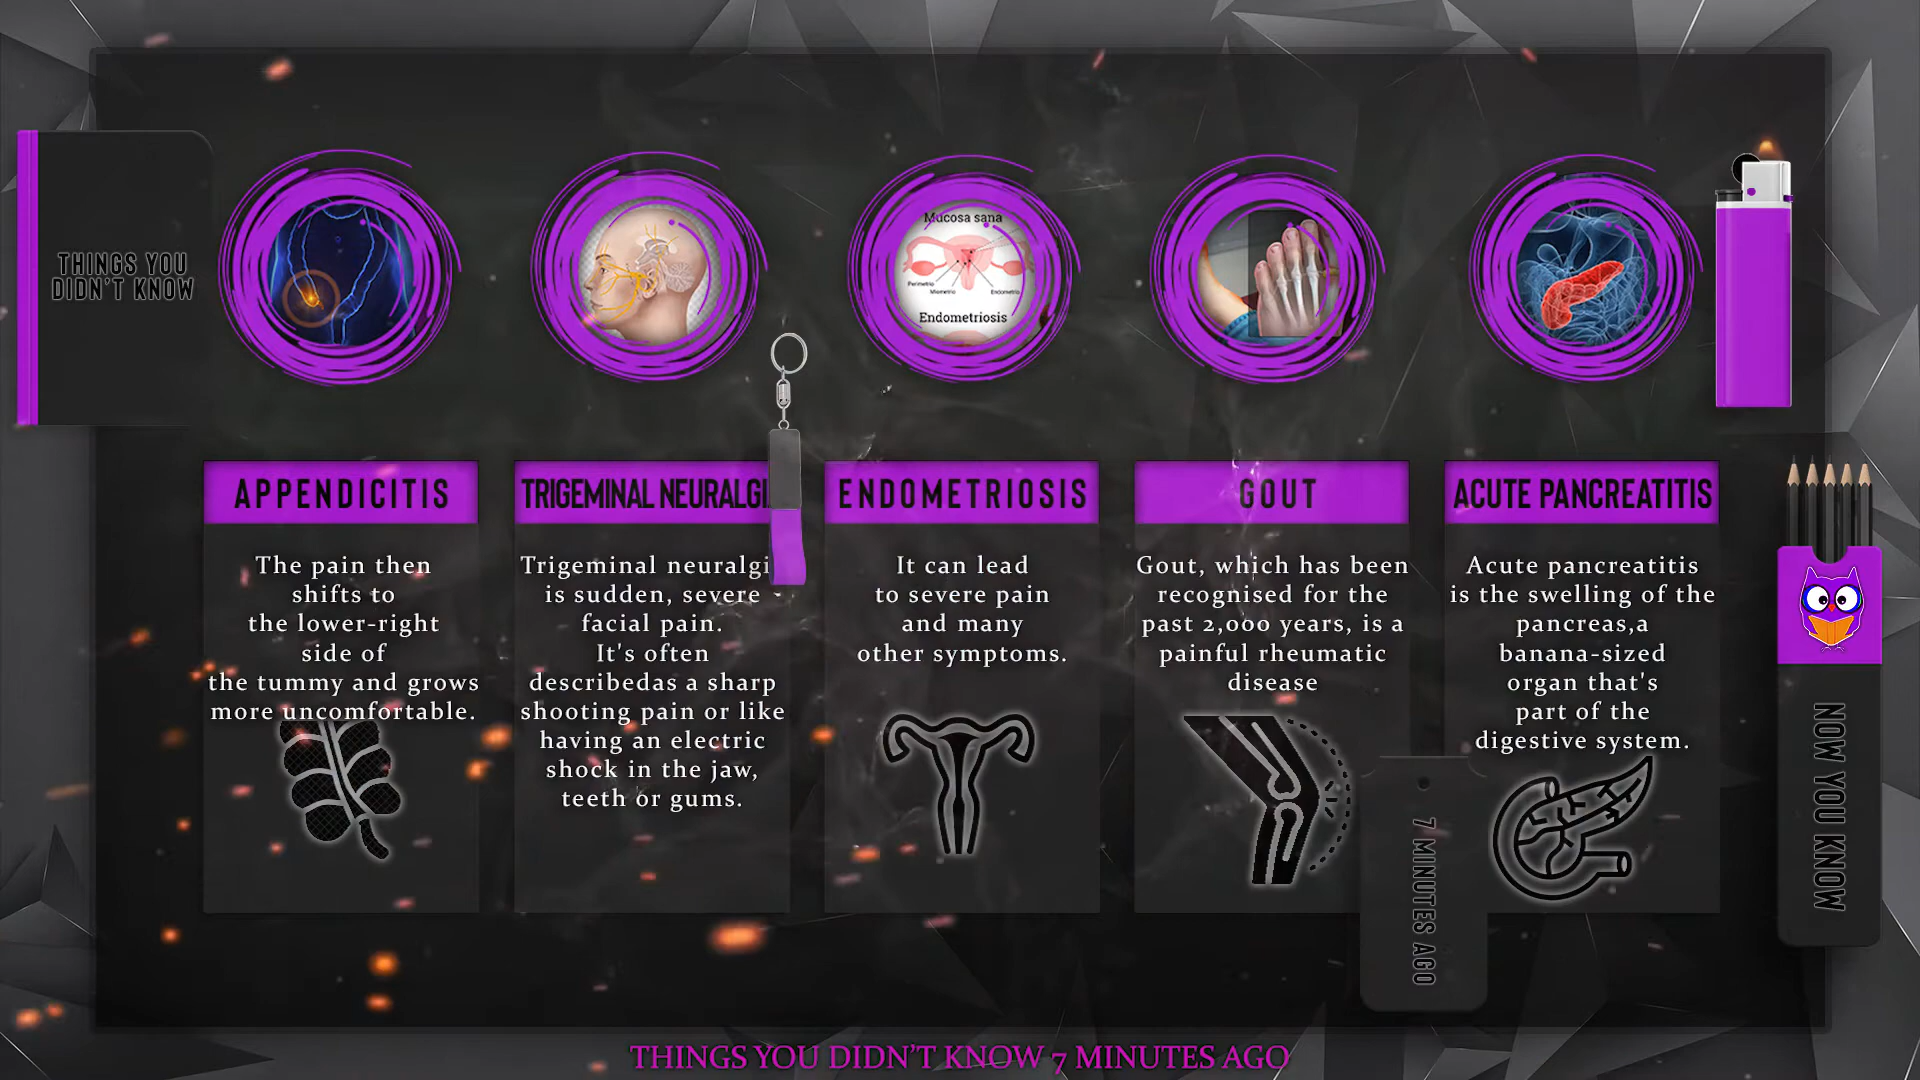 THINGS YOU
DIDN'T KNOW
Mucosa sana
Perimetrio
Miometrio
Endometrio
Endometriosis
APPENDICITIS
The pain then
shifts to
the lower-right
side of
the tummy and grows
more uncomfortable.
TRIGEMINAL NEURALGI
Trigeminal neuralgi
is sudden, severe
facial pain.
It's often
describedas a sharp
shooting pain or like
having an electric
shock in the jaw,
teeth or gums.
ENDOMETRIOSIS
It can lead
to severe pain
and many
other symptoms.
GOUT
Gout, which has been
recognised for the
past 2,000 years, is a
painful rheumatic
disease
ACUTE PANCREATITIS
Acute pancreatitis
is the swelling of the
pancreas,a
banana-sized
organ that's
part of the
digestive system.
7 MINUTES AGO
NOW YOU KNOW
THINGS YOU DIDN'T KNOW 7 MINUTES AGO